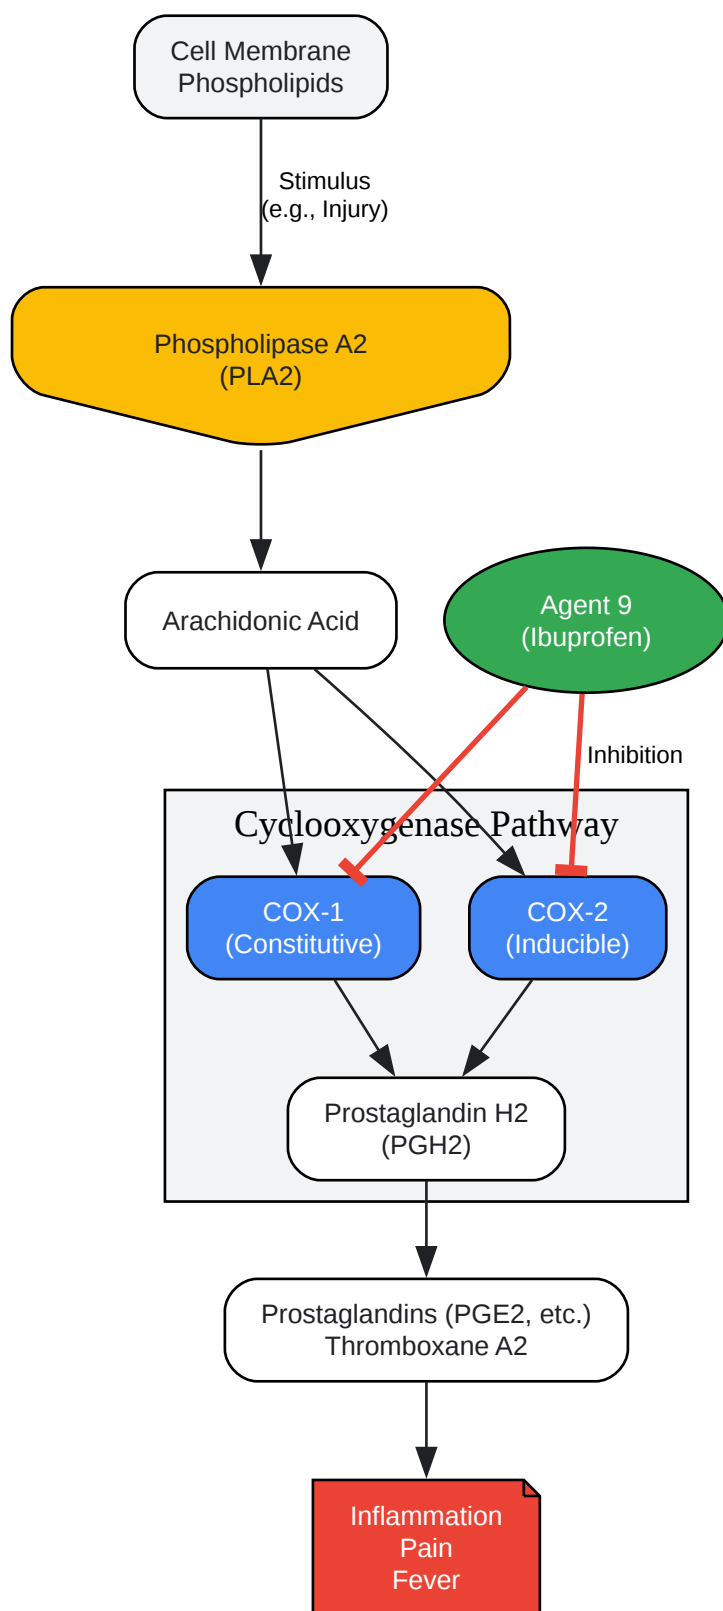 Cell Membrane
Phospholipids
Stimulus
(e.g., Injury)
Phospholipase A2
(PLA2)
Arachidonic Acid
Agent 9
(Ibuprofen)
Inhibition
Cyclooxygenase Pathway
COX-1
(Constitutive)
COX-2
(Inducible)
Prostaglandin H2
(PGH2)
Prostaglandins (PGE2, etc.)
Thromboxane A2
Inflammation
Pain
Fever